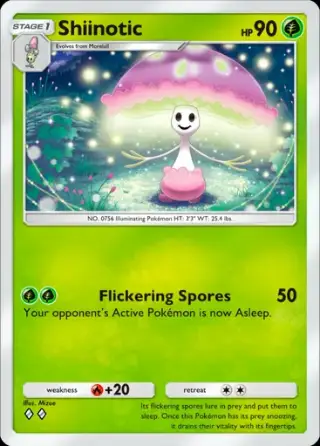 STAGE 1
Shiinotic
HP 90
Evolves from Morelull
NO. 0756 Illuminating Pokémon HT: 3'3" WT: 25.4 lbs.
Flickering Spores 50
Your opponent's Active Pokémon is now Asleep.
weakness +20
retreat
Illus. Mizue
Its flickering spores lure in prey and put them to
sleep. Once this Pokémon has its prey snoozing,
it drains their vitality with its fingertips.